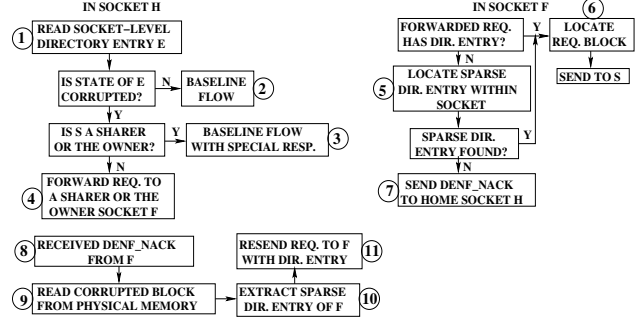 IN SOCKET H
1
READ SOCKET-LEVEL
DIRECTORY ENTRY E
IS STATE OF E
CORRUPTED?
N
BASELINE
FLOW
2
Y
IS S A SHARER
OR THE OWNER?
Y
BASELINE FLOW
WITH SPECIAL RESP.
3
N
4
FORWARD REQ. TO
A SHARER OR THE
OWNER SOCKET F
IN SOCKET F
FORWARDED REQ.
HAS DIR. ENTRY?
Y
6
LOCATE
REQ. BLOCK
SEND TO S
N
5
LOCATE SPARSE
DIR. ENTRY WITHIN
SOCKET
SPARSE DIR.
ENTRY FOUND?
Y
N
7
SEND DENF_NACK
TO HOME SOCKET H
8
RECEIVED DENF_NACK
FROM F
9
READ CORRUPTED BLOCK
FROM PHYSICAL MEMORY
EXTRACT SPARSE
DIR. ENTRY OF F
10
RESEND REQ. TO F
WITH DIR. ENTRY
11